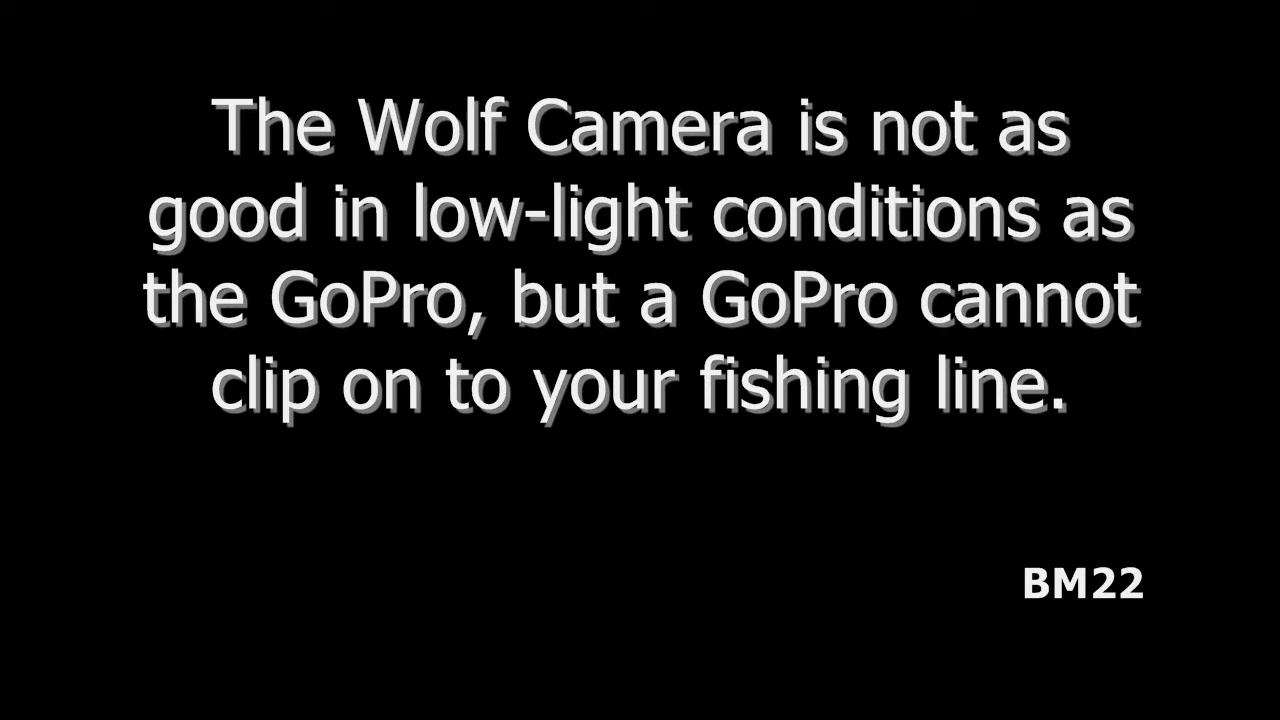 The Wolf Camera is not as
good in low-light conditions as
the GoPro, but a GoPro cannot
clip on to your fishing line.
BM22